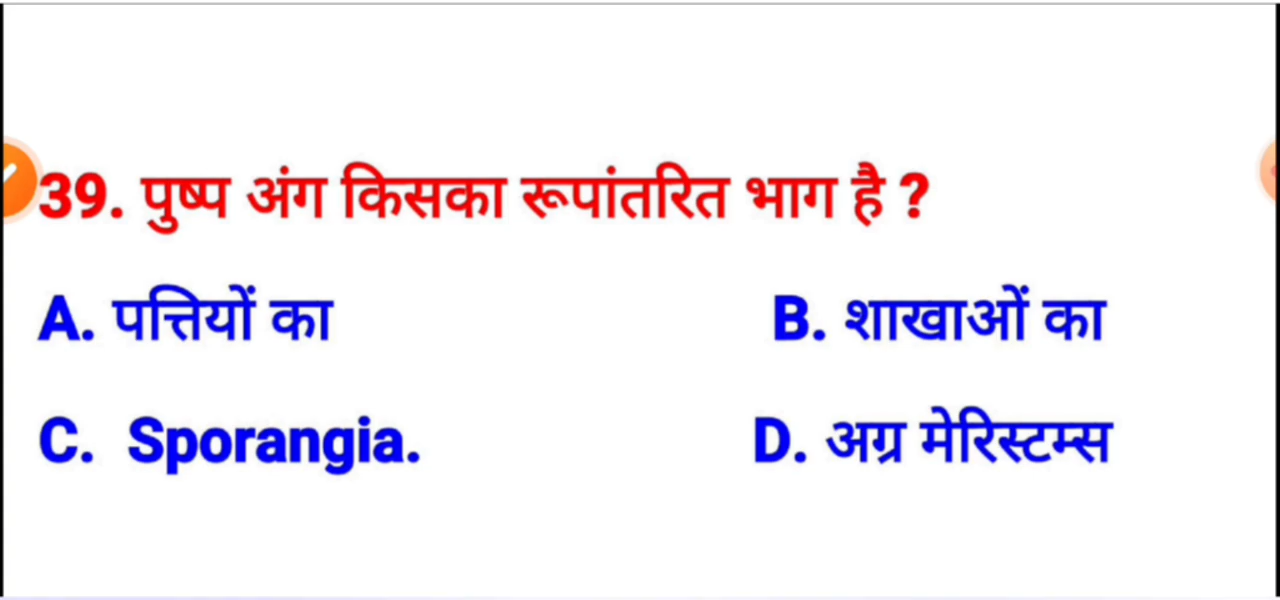 39. पुष्प अंग किसका रूपांतरित भाग है ?
A. पत्तियों का B. शाखाओं का
C. Sporangia. D. अग्र मेरिस्टम्स